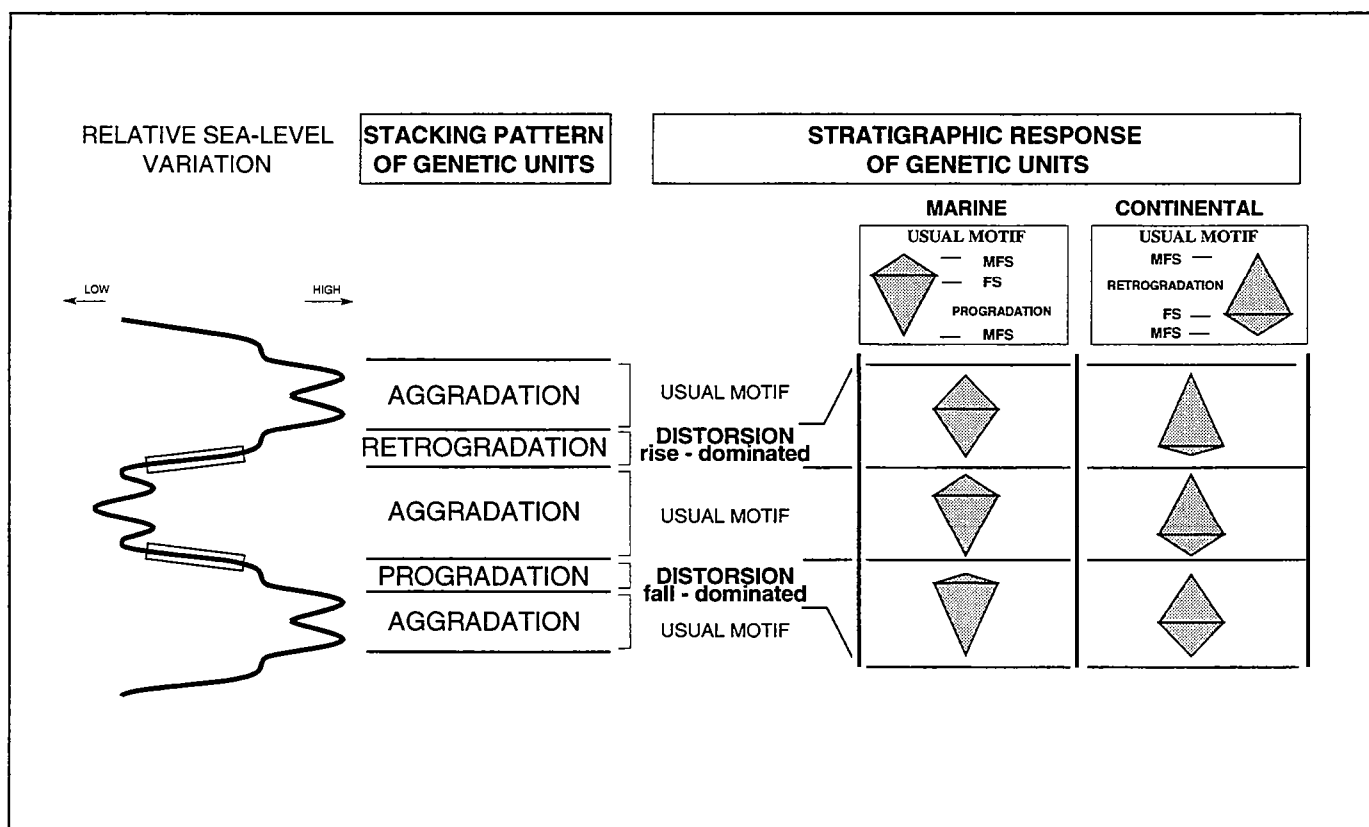 RELATIVE SEA-LEVEL
VARIATION
STACKING PATTERN
OF GENETIC UNITS
STRATIGRAPHIC RESPONSE
OF GENETIC UNITS
MARINE
CONTINENTAL
USUAL MOTIF
MFS
FS
PROGRADATION
MFS
USUAL MOTIF
MFS
RETROGRADATION
FS
MFS
LOW
HIGH
AGGRADATION
USUAL MOTIF
RETROGRADATION
DISTORSION
rise - dominated
AGGRADATION
USUAL MOTIF
PROGRADATION
DISTORSION
fall - dominated
AGGRADATION
USUAL MOTIF